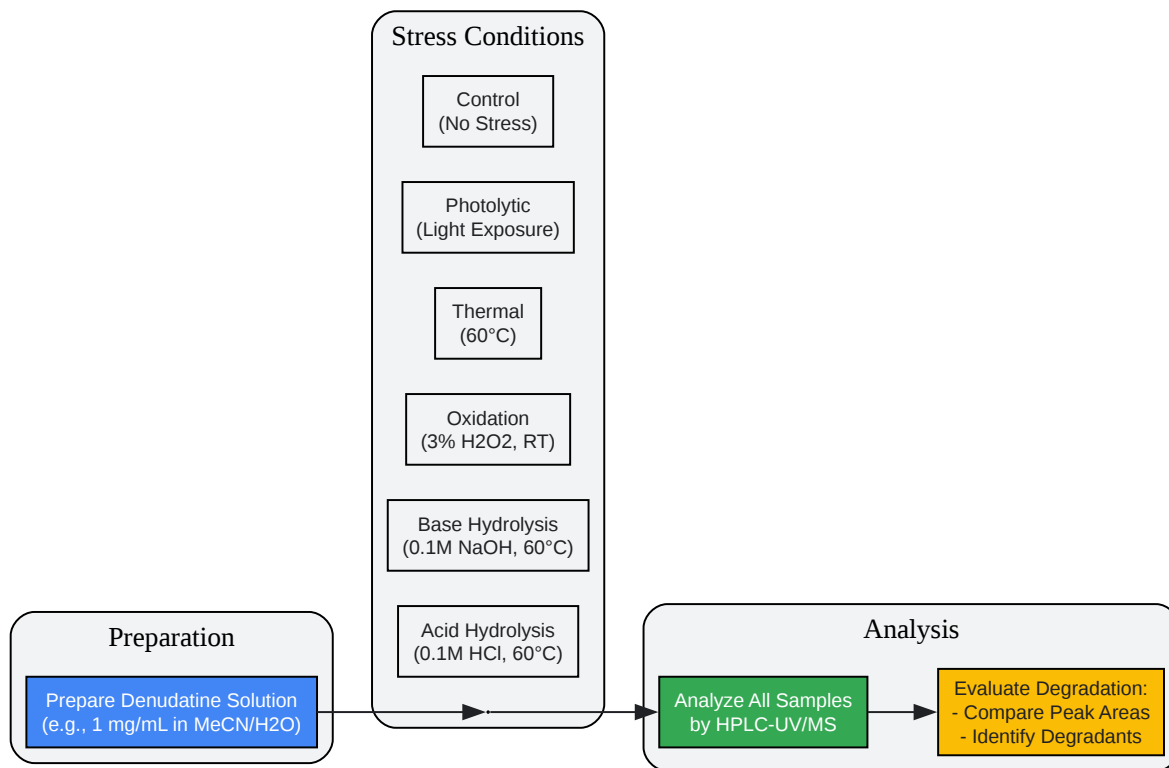 Stress Conditions
Control
(No Stress)
Photolytic
(Light Exposure)
Thermal
(60°C)
Oxidation
(3% H2O2, RT)
Base Hydrolysis
(0.1M NaOH, 60°C)
Acid Hydrolysis
(0.1M HCl, 60°C)
Preparation
Prepare Denudatine Solution
(e.g., 1 mg/mL in MeCN/H2O)
Analysis
Analyze All Samples
by HPLC-UV/MS
Evaluate Degradation:
- Compare Peak Areas
- Identify Degradants